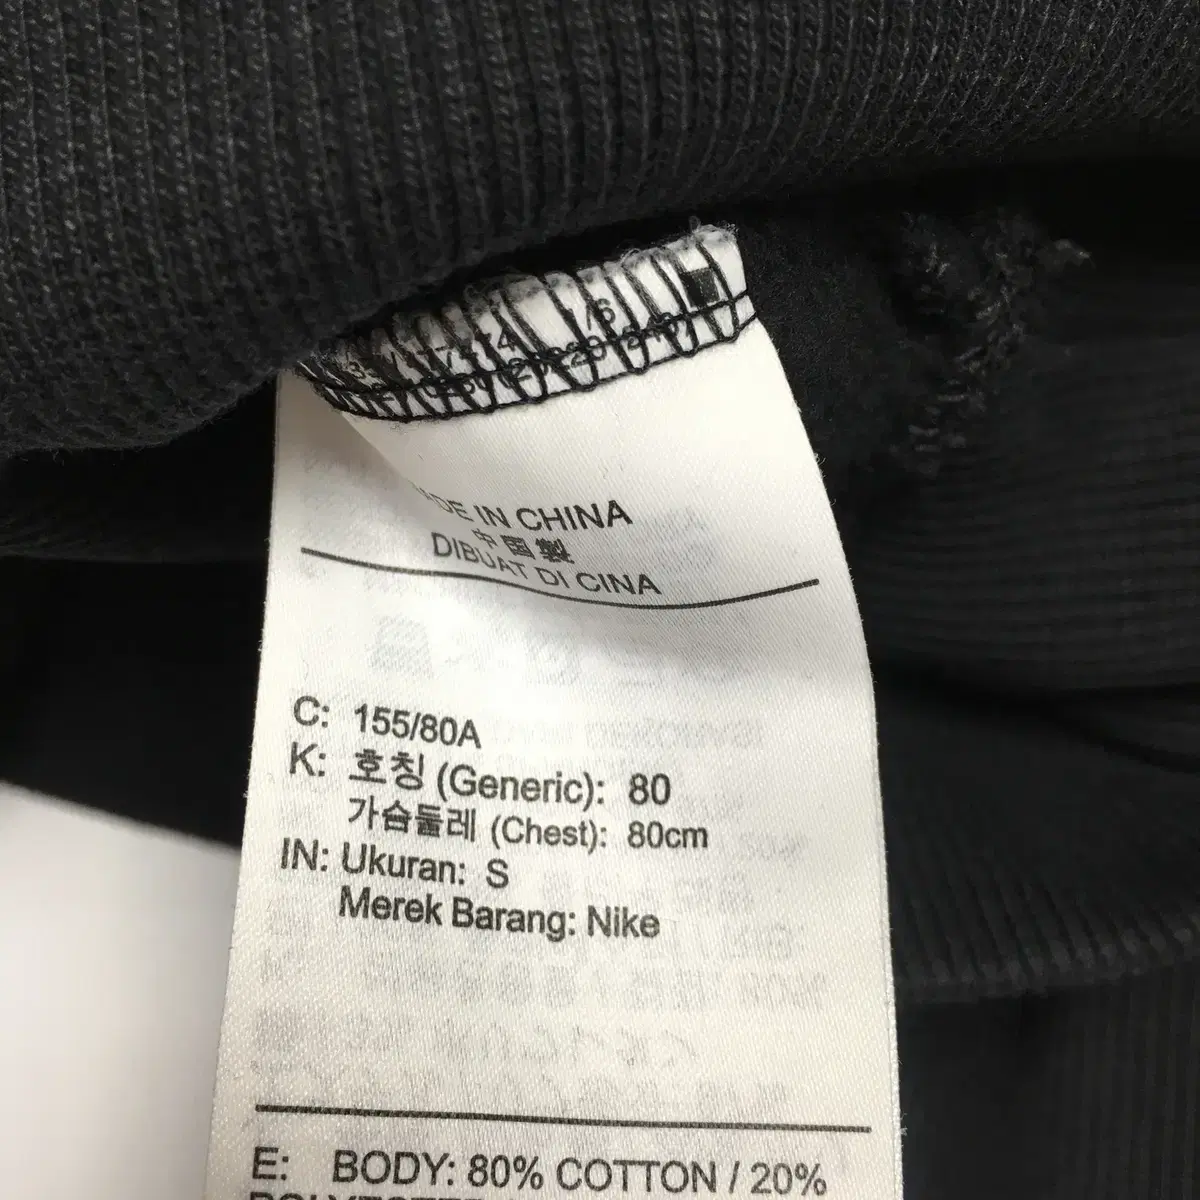 MADE IN CHINA
中国製
DIBUAT DI CINA
C: 155/80A
K: 호칭 (Generic): 80
가슴둘레 (Chest): 80cm
IN: Ukuran: S
Merek Barang: Nike
E: BODY: 80% COTTON / 20%